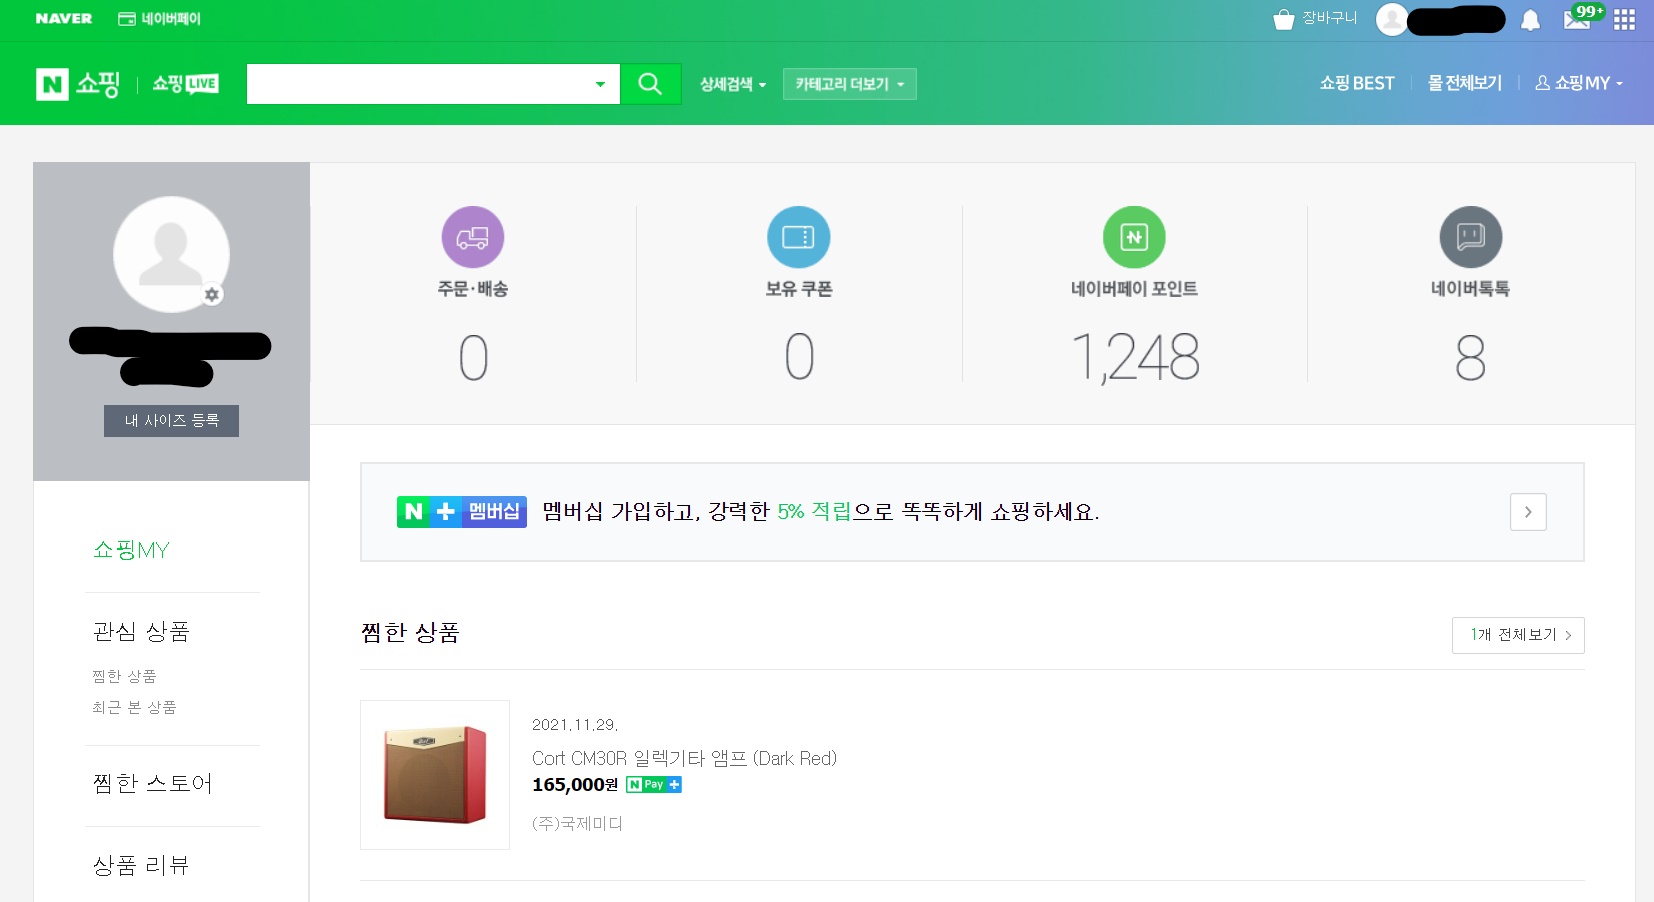 NAVER 네이버페이 장바구니 99+
N 쇼핑 쇼핑LIVE 상세검색 카테고리 더보기 쇼핑 BEST 몰 전체보기 쇼핑MY
주문·배송 보유 쿠폰 네이버페이 포인트 네이버톡톡
0 0 1,248 8
내 사이즈 등록
N + 멤버십 멤버십 가입하고, 강력한 5% 적립으로 똑똑하게 쇼핑하세요.
쇼핑MY
관심 상품
찜한 상품
최근 본 상품
찜한 스토어
상품 리뷰
찜한 상품 1개 전체보기
2021.11.29.
Cort CM30R 일렉기타 앰프 (Dark Red)
165,000원 N Pay +
(주)국제미디